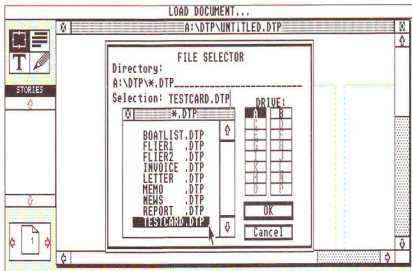 LOAD DOCUMENT...
A:\DTP\UNTITLED.DTP
T
STORIES
1
FILE SELECTOR
Directory:
A:\DTP\*.DTP
Selection: TESTCARD.DTP
*.DTP
BOATLIST.DTP
FLIER1 .DTP
FLIER2 .DTP
INVOICE .DTP
LETTER .DTP
MEMO .DTP
NEWS .DTP
REPORT .DTP
TESTCARD.DTP
DRIVE:
A B
OK
Cancel